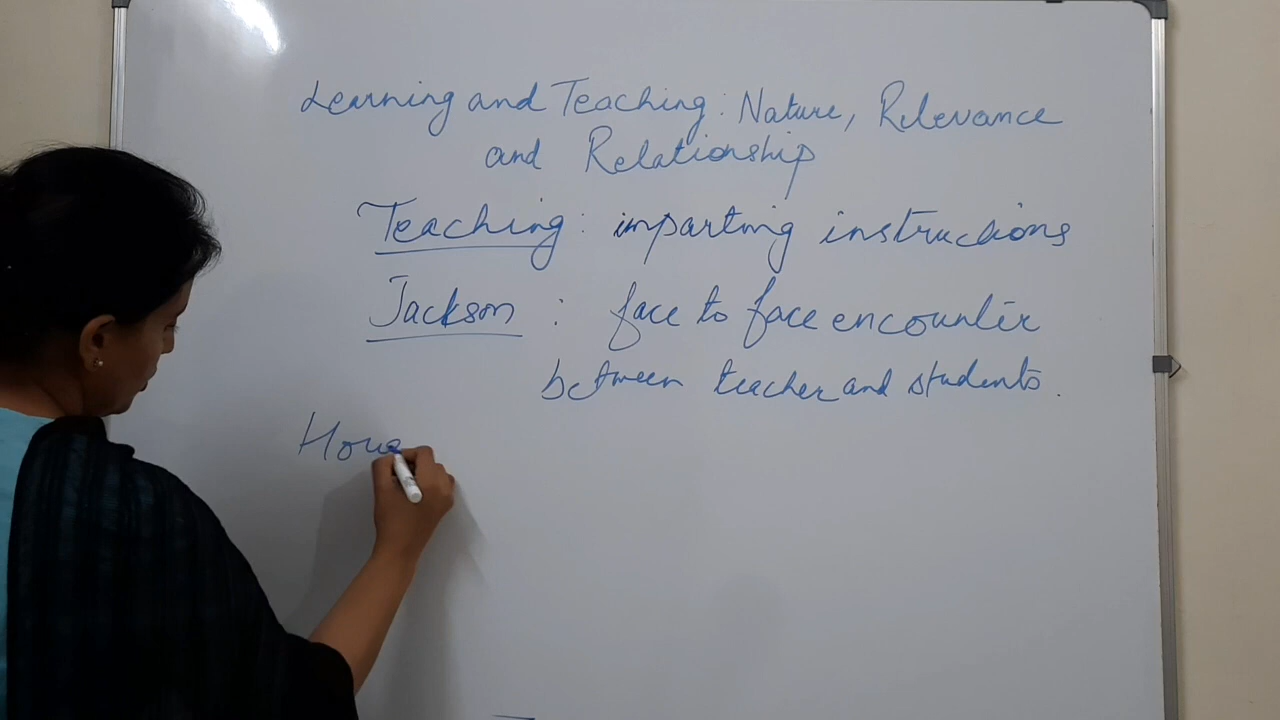 Learning and Teaching: Nature, Relevance
and Relationship
Teaching: imparting instructions
Jackson : face to face encounter
between teacher and students.